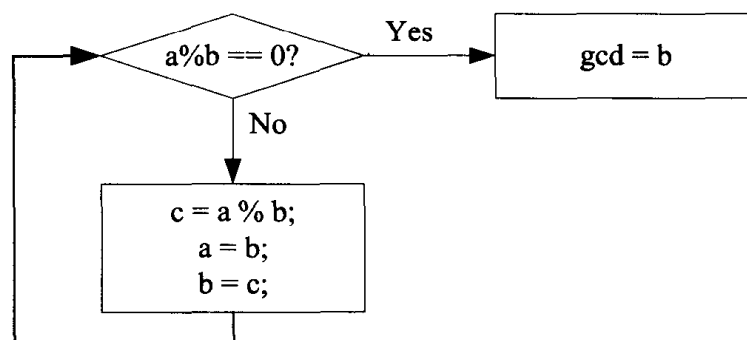 a%b == 0?
Yes
gcd = b
No
c = a % b;
a = b;
b = c;